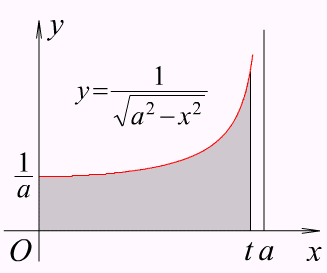 y
y = 1/√(a² − x²)
1/a
O t a x